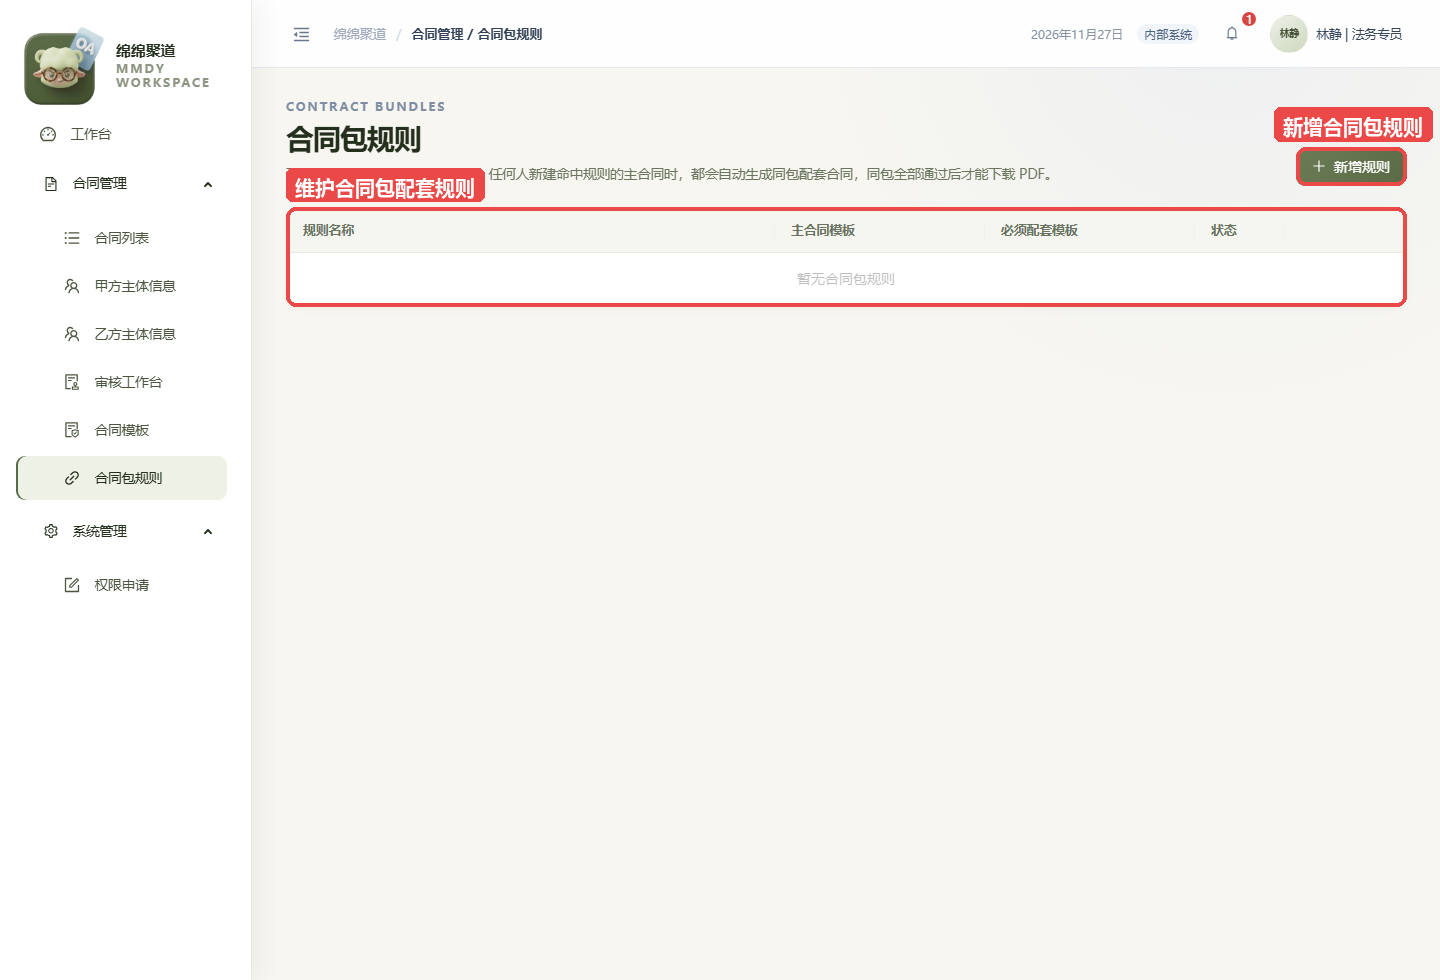 OA
绵绵聚道
MMDY
WORKSPACE
工作台
合同管理
合同列表
甲方主体信息
乙方主体信息
审核工作台
合同模板
合同包规则
系统管理
权限申请
绵绵聚道 / 合同管理 / 合同包规则
2026年11月27日
内部系统
1
林静
林静 | 法务专员
CONTRACT BUNDLES
合同包规则
新增合同包规则
新增规则
维护合同包配套规则
任何人新建命中规则的主合同时，都会自动生成同包配套合同，同包全部通过后才能下载 PDF。
规则名称
主合同模板
必须配套模板
状态
暂无合同包规则